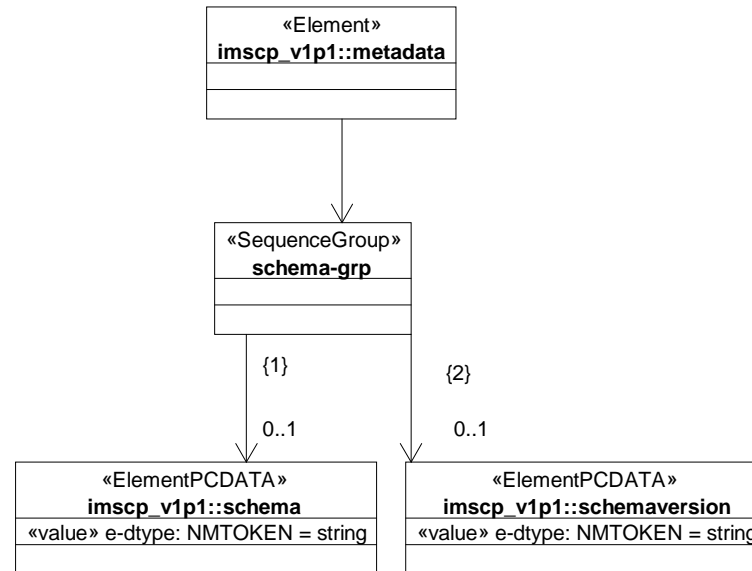 «Element»
imscp_v1p1::metadata
«SequenceGroup»
schema-grp
{1}
{2}
0..1
0..1
«ElementPCDATA»
imscp_v1p1::schema
«value» e-dtype: NMTOKEN = string
«ElementPCDATA»
imscp_v1p1::schemaversion
«value» e-dtype: NMTOKEN = string